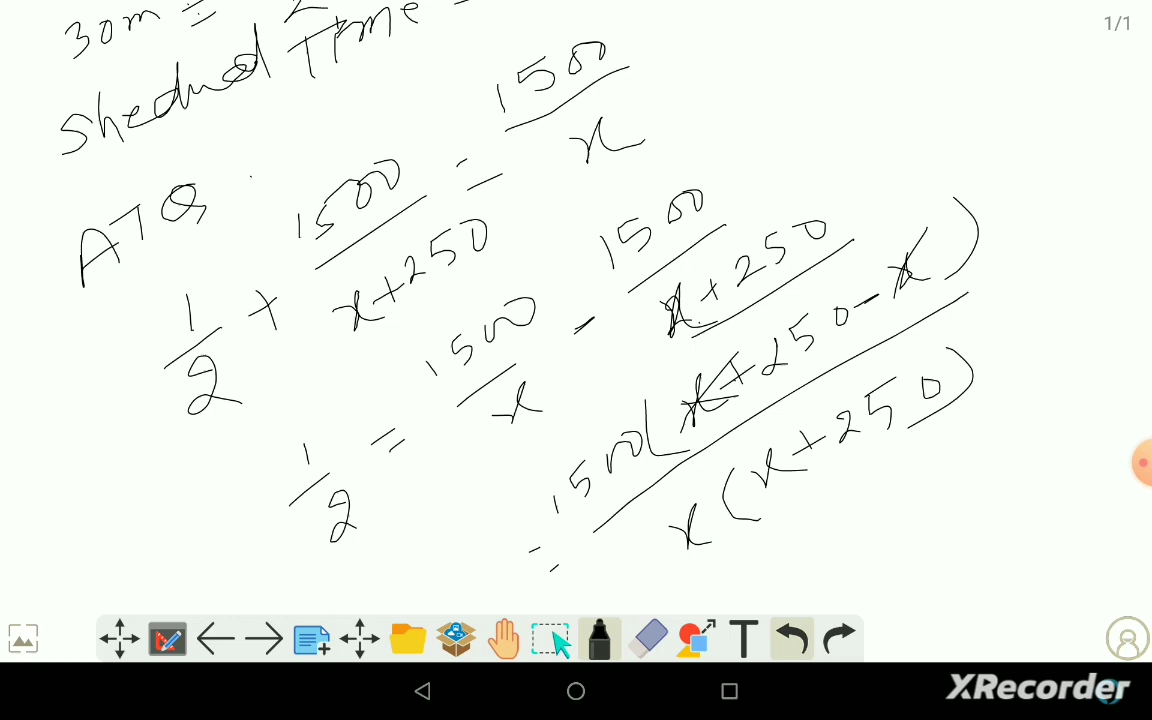 30m = 1/2
Shedual Time =
1/1
ATQ
1/2 + 1500/x+250 = 1500/x
1/2 = 1500/x - 1500/x+250
= 1500(x+250-x)/x(x+250)
T
XRecorder